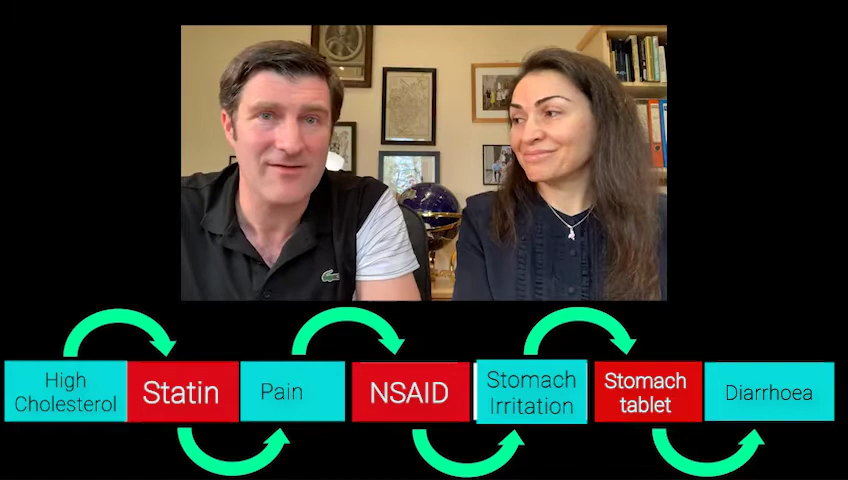 High
Cholesterol
Statin
Pain
NSAID
Stomach
Irritation
Stomach
tablet
Diarrhoea